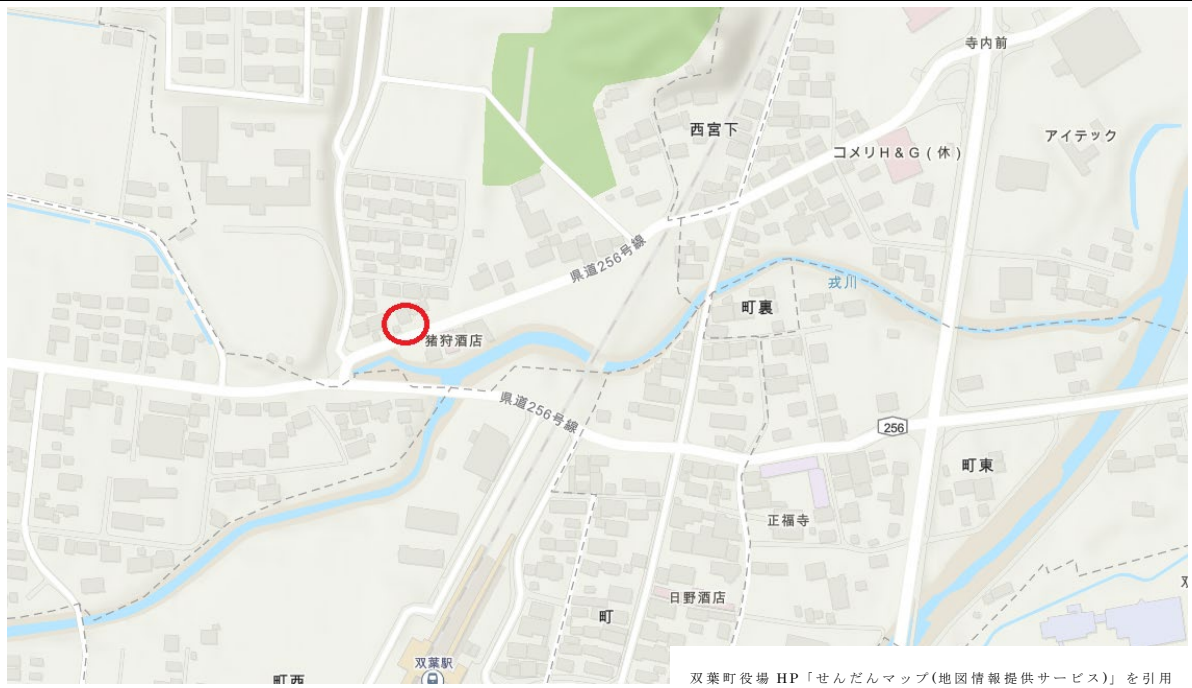 寺内前
西宮下
アイテック
コメリH＆G(休)
県道256号線
戎川
町裏
猪狩酒店
県道256号線
256
町東
正福寺
日野酒店
町
双葉駅
町西
双葉町役場 HP「せんだんマップ(地図情報提供サービス)」を引用